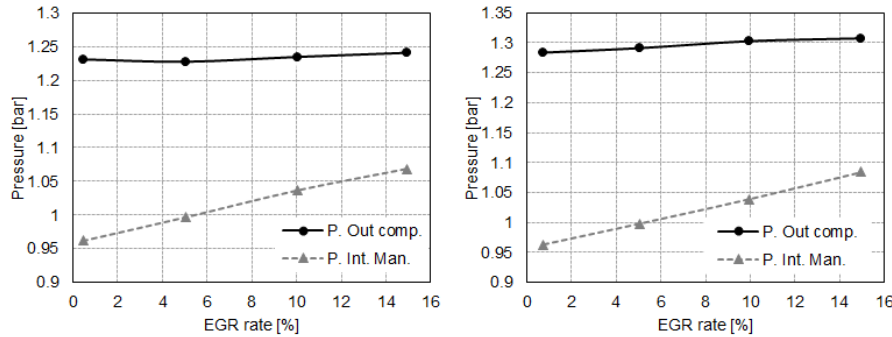 1.3
1.25
1.2
1.15
1.1
1.05
1
0.95
0.9
Pressure [bar]
0 2 4 6 8 10 12 14 16
EGR rate [%]
P. Out comp.
P. Int. Man.
1.35
1.3
1.25
1.2
1.15
1.1
1.05
1
0.95
0.9
Pressure [bar]
0 2 4 6 8 10 12 14 16
EGR rate [%]
P. Out comp.
P. Int. Man.